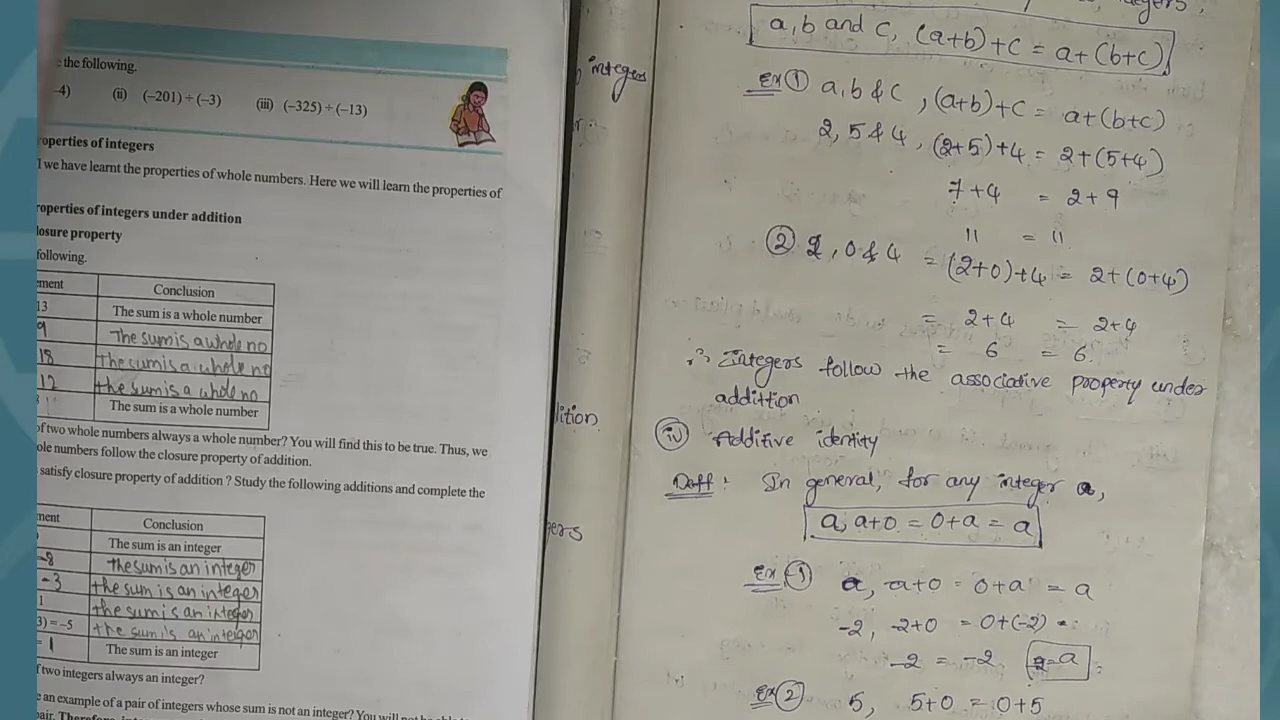 the following.
-4) (ii) (−201) ÷ (−3) (iii) (−325) ÷ (−13)
operties of integers
we have learnt the properties of whole numbers. Here we will learn the properties of
roperties of integers under addition
losure property
following.
ment Conclusion
13 The sum is a whole number
9 The sum is a whole no
18 the sum is a whole no
12 the sum is a whole no
The sum is a whole number
of two whole numbers always a whole number? You will find this to be true. Thus, we
ole numbers follow the closure property of addition.
satisfy closure property of addition ? Study the following additions and complete the
ment Conclusion
The sum is an integer
-8 the sum is an integer
-3 the sum is an integer
1 the sum is an integer
3) = −5 the sum is an inteiger
= 1 The sum is an integer
f two integers always an integer?
e an example of a pair of integers whose sum is not an integer? You will not be
pair.
integers
dition
gers
integers,
a, b and c, (a+b)+c = a+(b+c)
Ex ① a, b & c, (a+b)+c = a+(b+c)
2, 5 & 4, (2+5)+4 = 2+(5+4)
7+4 = 2+9
11 = 11
② 2, 0 & 4 = (2+0)+4 = 2+(0+4)
= 2+4 = 2+4
= 6 = 6.
∴ Integers follow the associative property under
addittion
(iv) Additive identity
Deff: In general, for any integer a,
a, a+0 = 0+a = a
Ex-① a, a+0 = 0+a = a
-2, -2+0 = 0+(-2) =
-2 = -2 a = a
Ex ② 5, 5+0 = 0+5